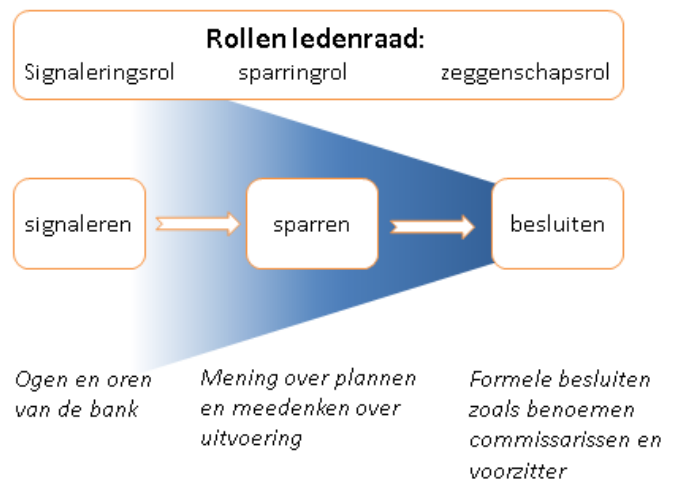 Rollen ledenraad:
Signaleringsrol sparringrol zeggenschapsrol
signaleren sparren besluiten
Ogen en oren
van de bank
Mening over plannen
en meedenken over
uitvoering
Formele besluiten
zoals benoemen
commissarissen en
voorzitter